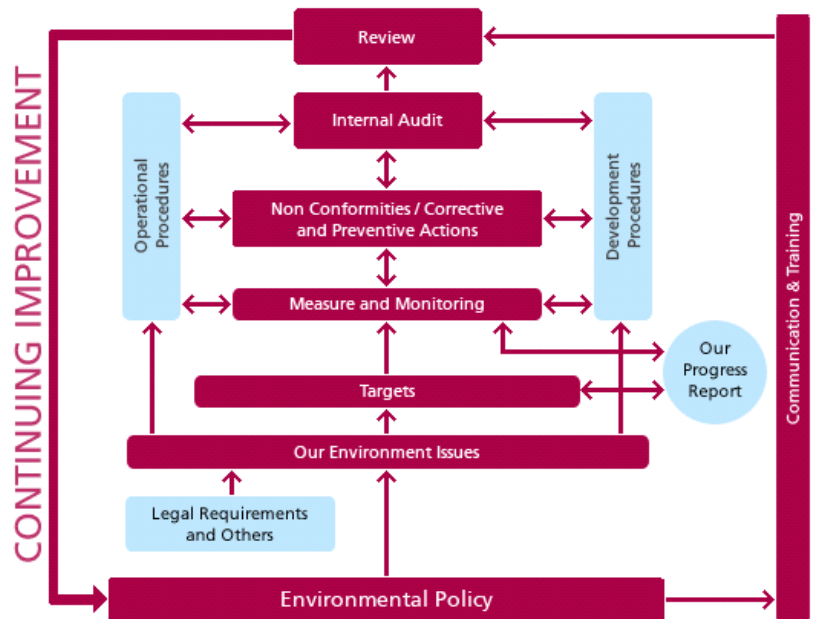 CONTINUING IMPROVEMENT
Review
Internal Audit
Operational
Procedures
Development
Procedures
Non Conformities / Corrective
and Preventive Actions
Measure and Monitoring
Our
Progress
Report
Targets
Our Environment Issues
Legal Requirements
and Others
Environmental Policy
Communication & Training